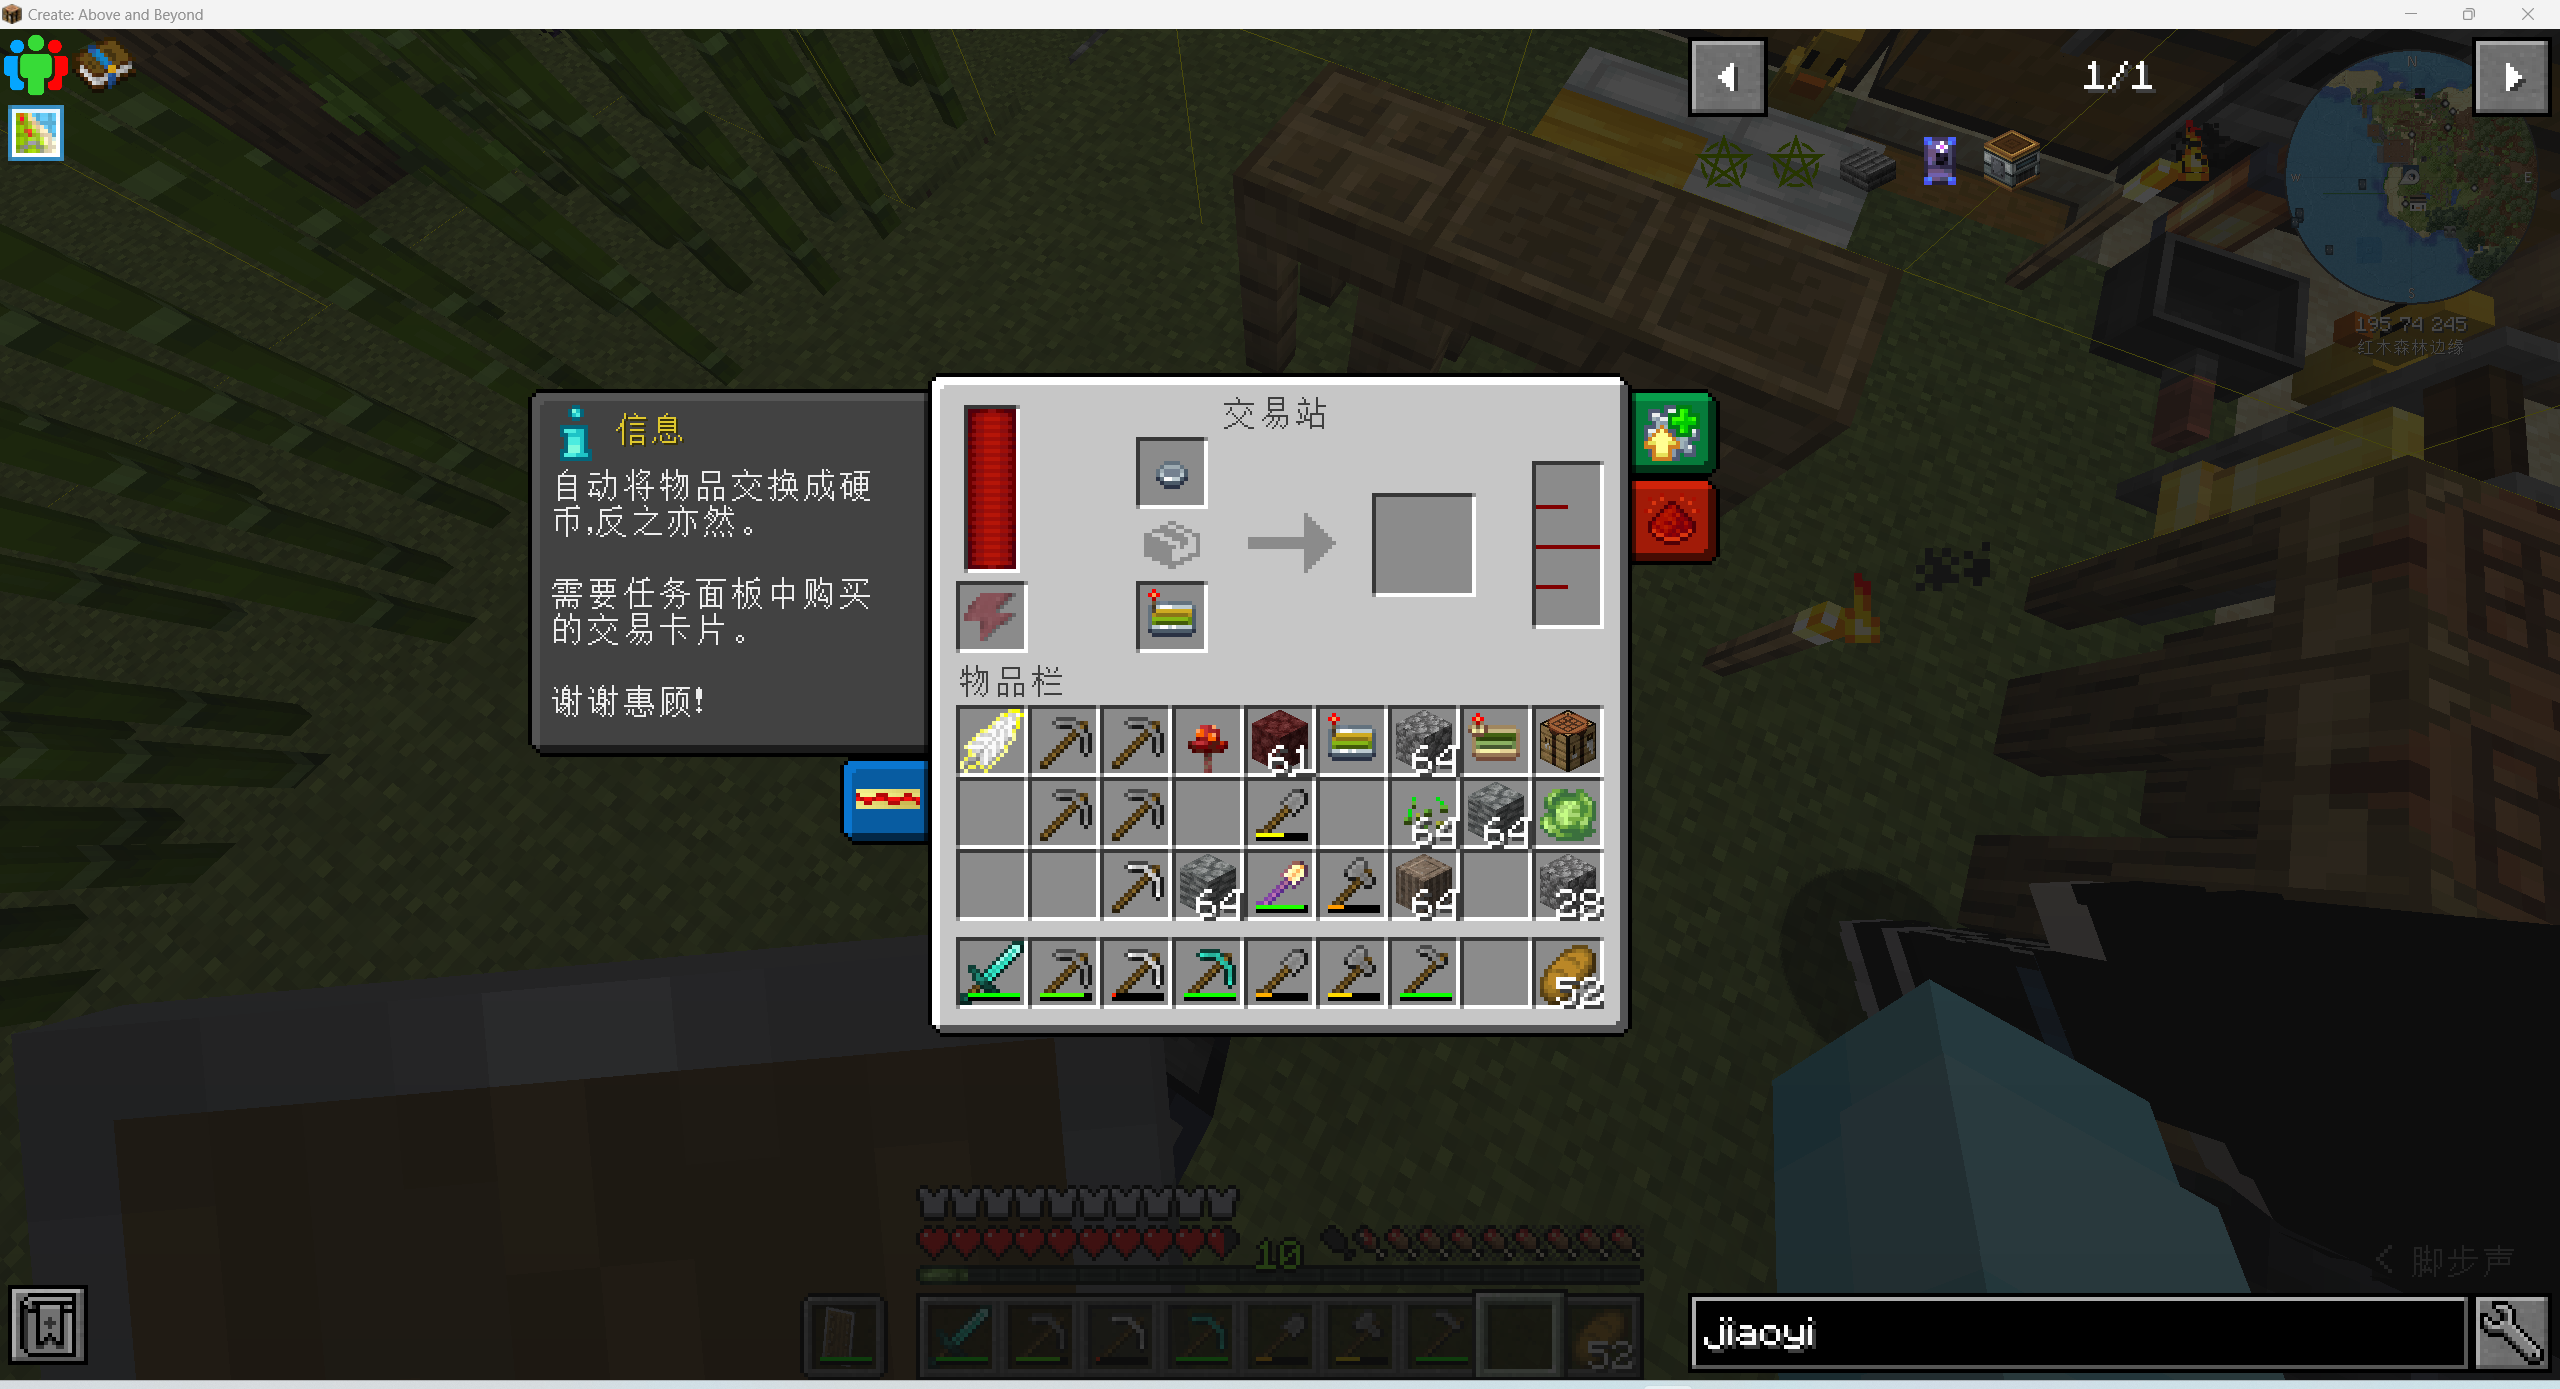 Create: Above and Beyond
1/1
N
W
E
S
195 74 245
红木森林边缘
信息
自动将物品交换成硬
币,反之亦然。
需要任务面板中购买
的交易卡片。
谢谢惠顾!
交易站
物品栏
61
64
64
64
64
64
28
52
10
< 脚步声
52
jiaoyi